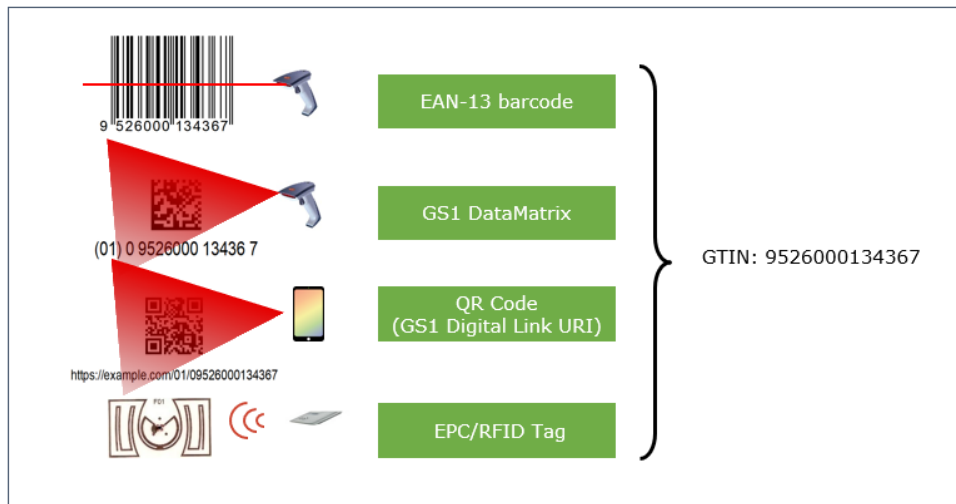 9 526000 134367
EAN-13 barcode
(01) 0 9526000 13436 7
GS1 DataMatrix
GTIN: 9526000134367
https://example.com/01/09526000134367
QR Code
(GS1 Digital Link URI)
F01
EPC/RFID Tag